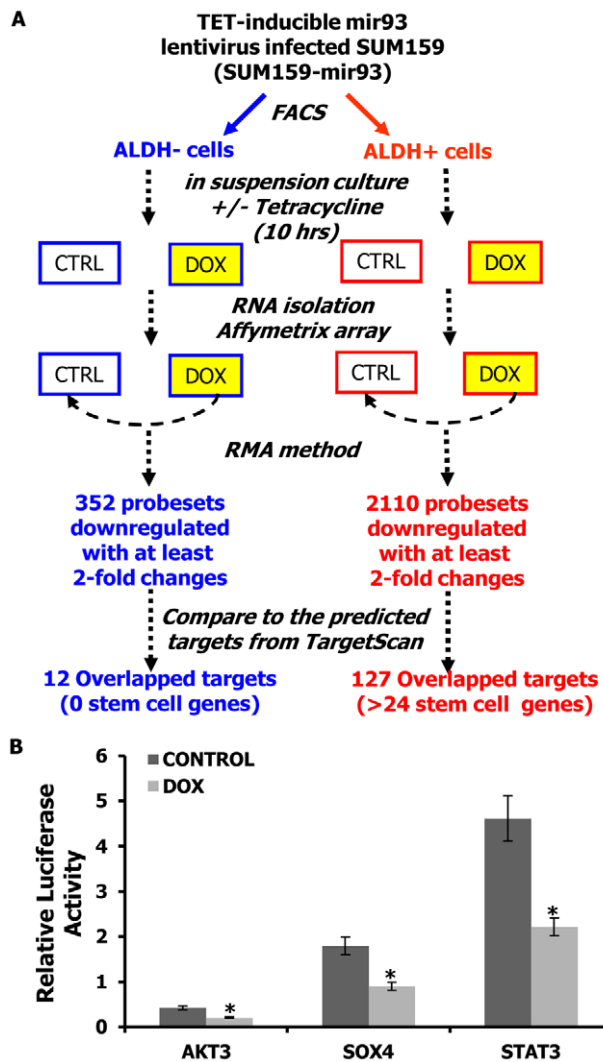 A
TET-inducible mir93
lentivirus infected SUM159
(SUM159-mir93)
FACS
ALDH- cells
ALDH+ cells
in suspension culture
+/- Tetracycline
(10 hrs)
CTRL
DOX
CTRL
DOX
RNA isolation
Affymetrix array
CTRL
DOX
CTRL
DOX
RMA method
352 probesets
downregulated
with at least
2-fold changes
2110 probesets
downregulated
with at least
2-fold changes
Compare to the predicted
targets from TargetScan
12 Overlapped targets
(0 stem cell genes)
127 Overlapped targets
(>24 stem cell genes)
B
CONTROL
DOX
Relative Luciferase
Activity
6
5
4
3
2
1
0
*
*
*
AKT3
SOX4
STAT3